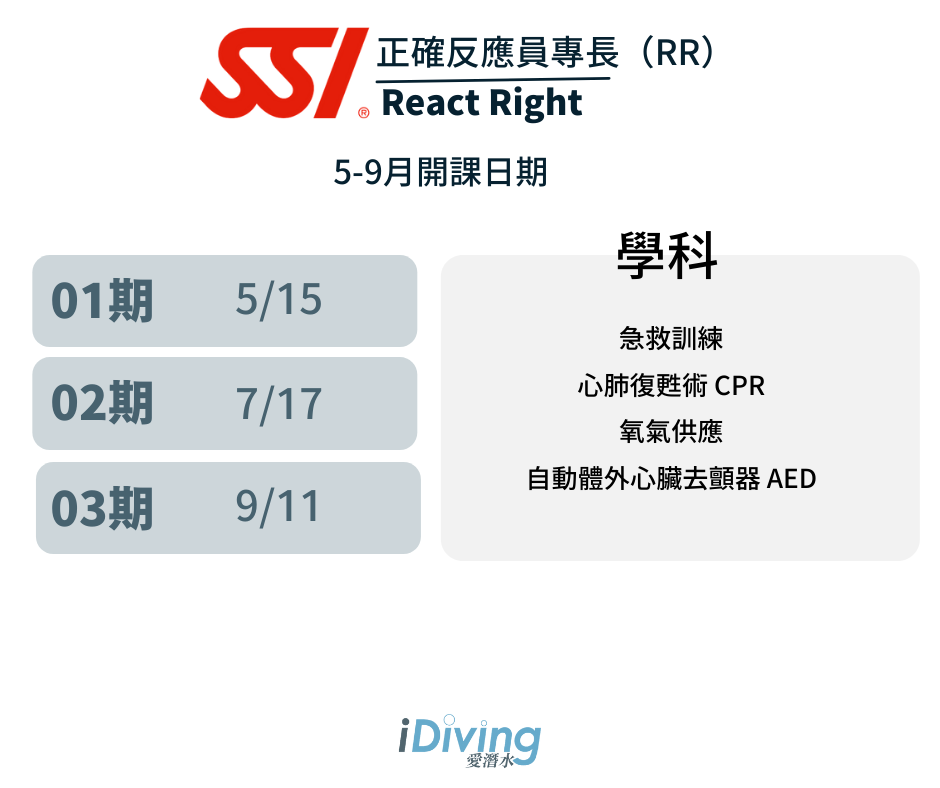 SSI® 正確反應員專長（RR）
React Right
5-9月開課日期
01期 5/15
02期 7/17
03期 9/11
學科
急救訓練
心肺復甦術 CPR
氧氣供應
自動體外心臟去顫器 AED
iDiving
愛潛水